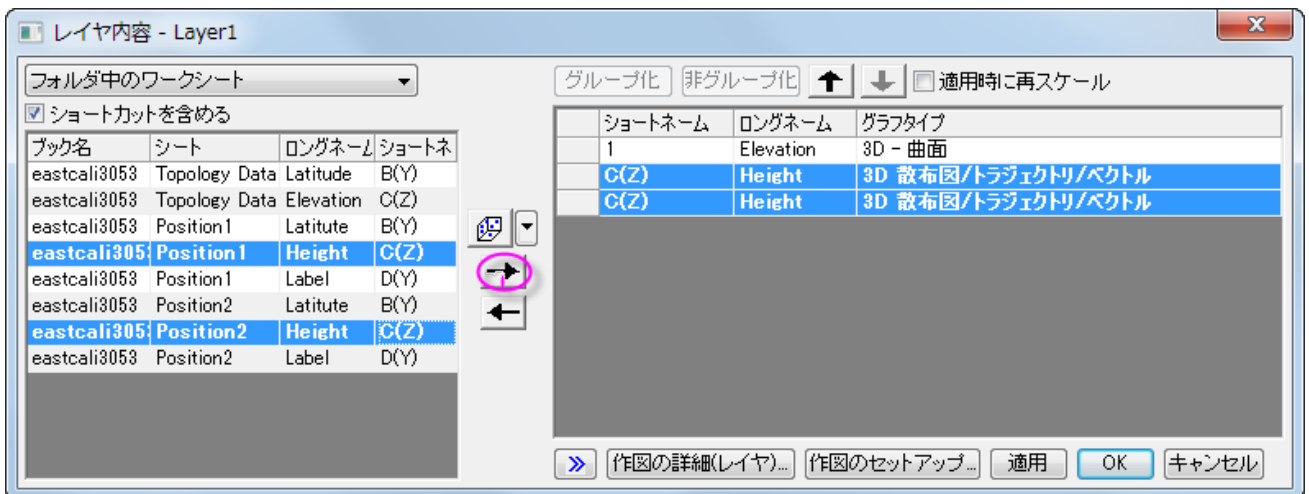 レイヤ内容 - Layer1
フォルダ中のワークシート
ショートカットを含める
ブック名 シート ロングネーム ショートネ
eastcali3053 Topology Data Latitude B(Y)
eastcali3053 Topology Data Elevation C(Z)
eastcali3053 Position1 Latitute B(Y)
eastcali305 Position1 Height C(Z)
eastcali3053 Position1 Label D(Y)
eastcali3053 Position2 Latitute B(Y)
eastcali305 Position2 Height C(Z)
eastcali3053 Position2 Label D(Y)
グループ化 非グループ化 適用時に再スケール
ショートネーム ロングネーム グラフタイプ
1 Elevation 3D - 曲面
C(Z) Height 3D 散布図/トラジェクトリ/ベクトル
C(Z) Height 3D 散布図/トラジェクトリ/ベクトル
作図の詳細(レイヤ)... 作図のセットアップ... 適用 OK キャンセル